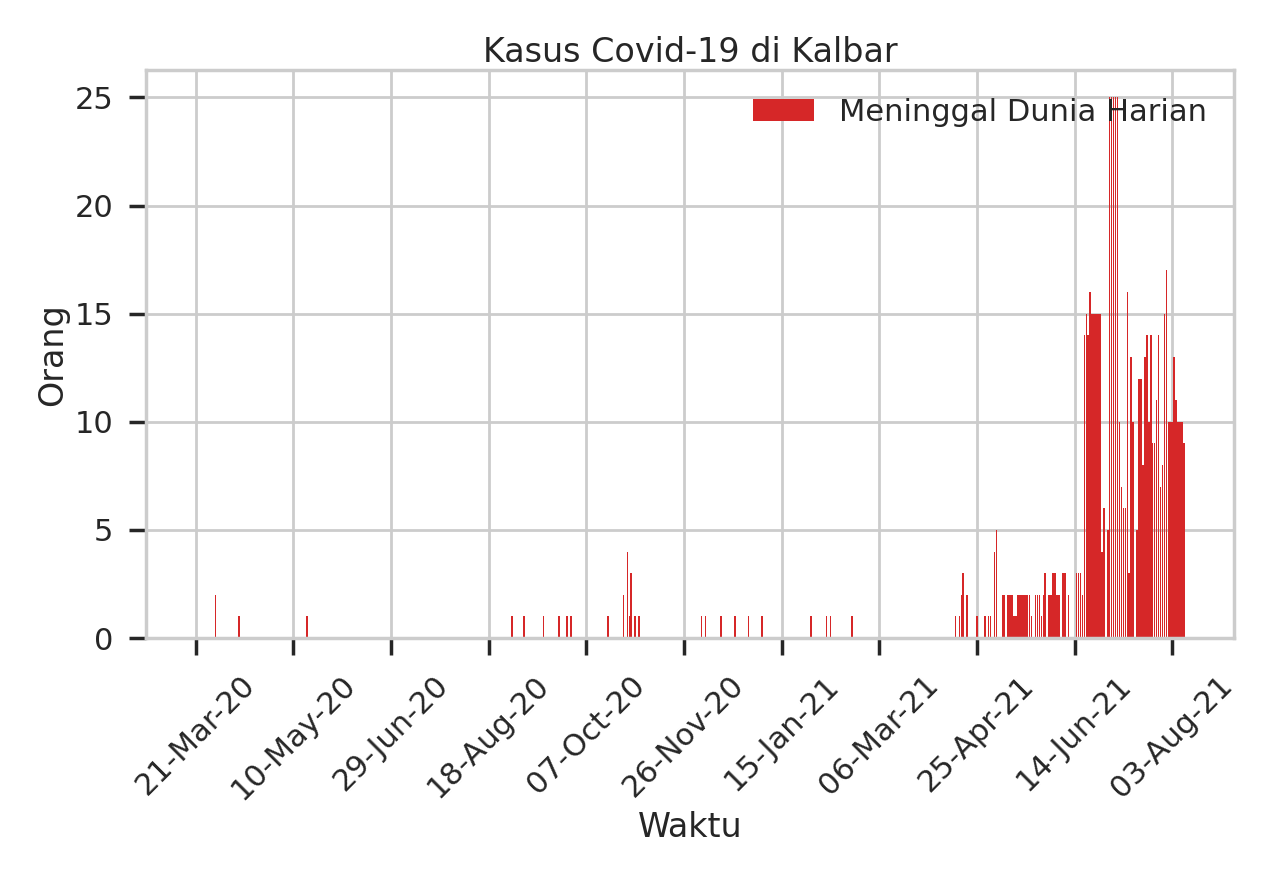 Kasus Covid-19 di Kalbar
Meninggal Dunia Harian
Orang
25
20
15
10
5
0
21-Mar-20
10-May-20
29-Jun-20
18-Aug-20
07-Oct-20
26-Nov-20
15-Jan-21
06-Mar-21
25-Apr-21
14-Jun-21
03-Aug-21
Waktu